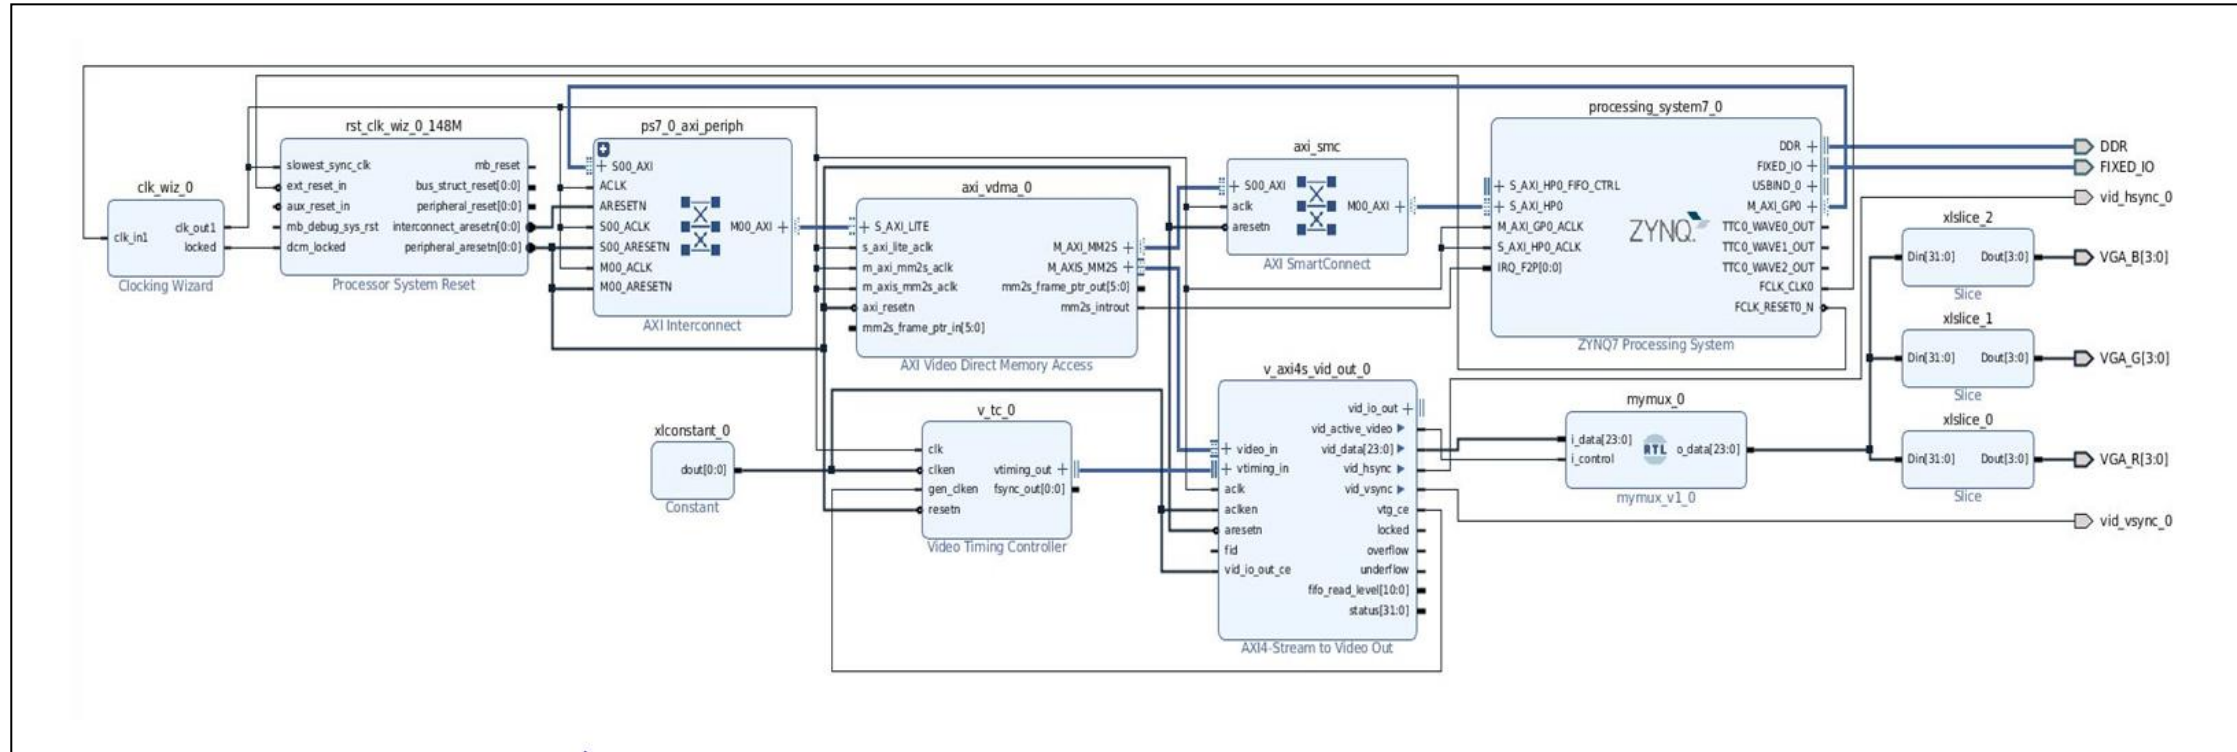 clk_wiz_0
clk_in1
clk_out1
locked
Clocking Wizard
rst_clk_wiz_0_148M
slowest_sync_clk
ext_reset_in
aux_reset_in
mb_debug_sys_rst
dcm_locked
mb_reset
bus_struct_reset[0:0]
peripheral_reset[0:0]
interconnect_aresetn[0:0]
peripheral_aresetn[0:0]
Processor System Reset
ps7_0_axi_periph
S00_AXI
ACLK
ARESETN
S00_ACLK
S00_ARESETN
M00_ACLK
M00_ARESETN
M00_AXI
AXI Interconnect
axi_vdma_0
S_AXI_LITE
s_axi_lite_aclk
m_axi_mm2s_aclk
m_axis_mm2s_aclk
axi_resetn
mm2s_frame_ptr_in[5:0]
M_AXI_MM2S
M_AXIS_MM2S
mm2s_frame_ptr_out[5:0]
mm2s_introut
AXI Video Direct Memory Access
axi_smc
S00_AXI
aclk
aresetn
M00_AXI
AXI SmartConnect
processing_system7_0
S_AXI_HP0_FIFO_CTRL
S_AXI_HP0
M_AXI_GP0_ACLK
S_AXI_HP0_ACLK
IRQ_F2P[0:0]
ZYNQ
DDR
FIXED_IO
USBIND_0
M_AXI_GP0
TTC0_WAVE0_OUT
TTC0_WAVE1_OUT
TTC0_WAVE2_OUT
FCLK_CLK0
FCLK_RESET0_N
ZYNQ7 Processing System
DDR
FIXED_IO
vid_hsync_0
xlslice_2
Din[31:0]
Dout[3:0]
Slice
VGA_B[3:0]
xlslice_1
Din[31:0]
Dout[3:0]
Slice
VGA_G[3:0]
xlslice_0
Din[31:0]
Dout[3:0]
Slice
VGA_R[3:0]
vid_vsync_0
xlconstant_0
dout[0:0]
Constant
v_tc_0
clk
clken
gen_clken
resetn
vtiming_out
fsync_out[0:0]
Video Timing Controller
v_axi4s_vid_out_0
video_in
vtiming_in
aclk
aclken
aresetn
fid
vid_io_out_ce
vid_io_out
vid_active_video
vid_data[23:0]
vid_hsync
vid_vsync
vtg_ce
locked
overflow
underflow
fifo_read_level[10:0]
status[31:0]
AXI4-Stream to Video Out
mymux_0
i_data[23:0]
i_control
RTL
o_data[23:0]
mymux_v1_0